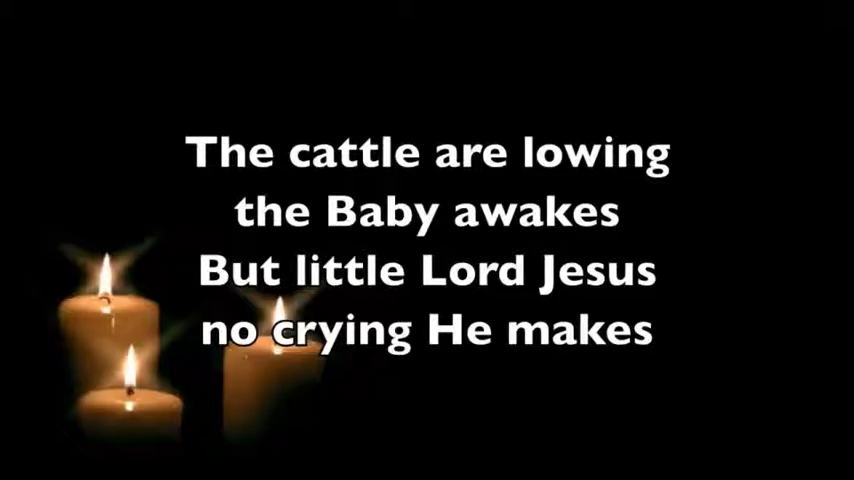 The cattle are lowing
the Baby awakes
But little Lord Jesus
no crying He makes